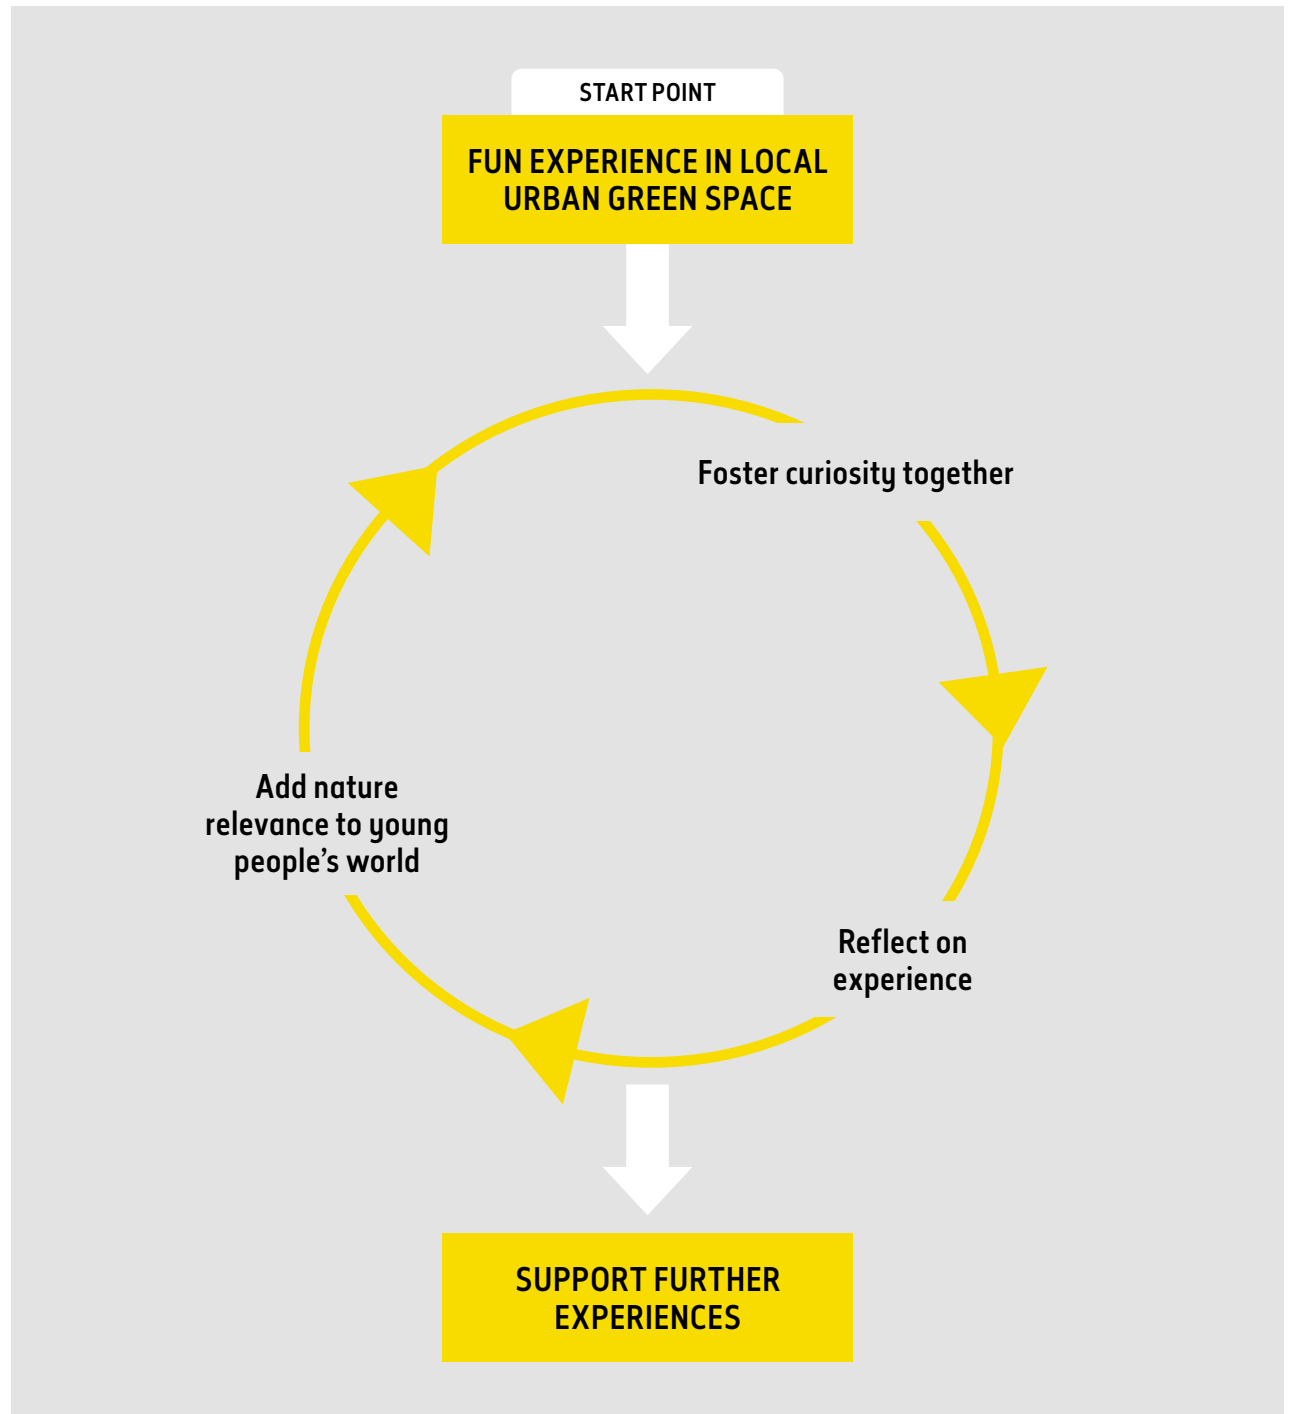 START POINT
FUN EXPERIENCE IN LOCAL
URBAN GREEN SPACE
Foster curiosity together
Reflect on
experience
Add nature
relevance to young
people’s world
SUPPORT FURTHER
EXPERIENCES